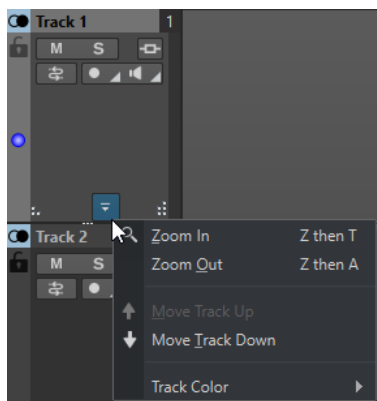 Track 1 1
M S
Track 2
M S
Zoom In Z then T
Zoom Out Z then A
Move Track Up
Move Track Down
Track Color